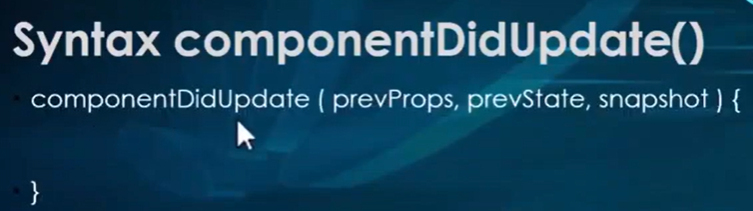 Syntax componentDidUpdate()
componentDidUpdate ( prevProps, prevState, snapshot ) {
}